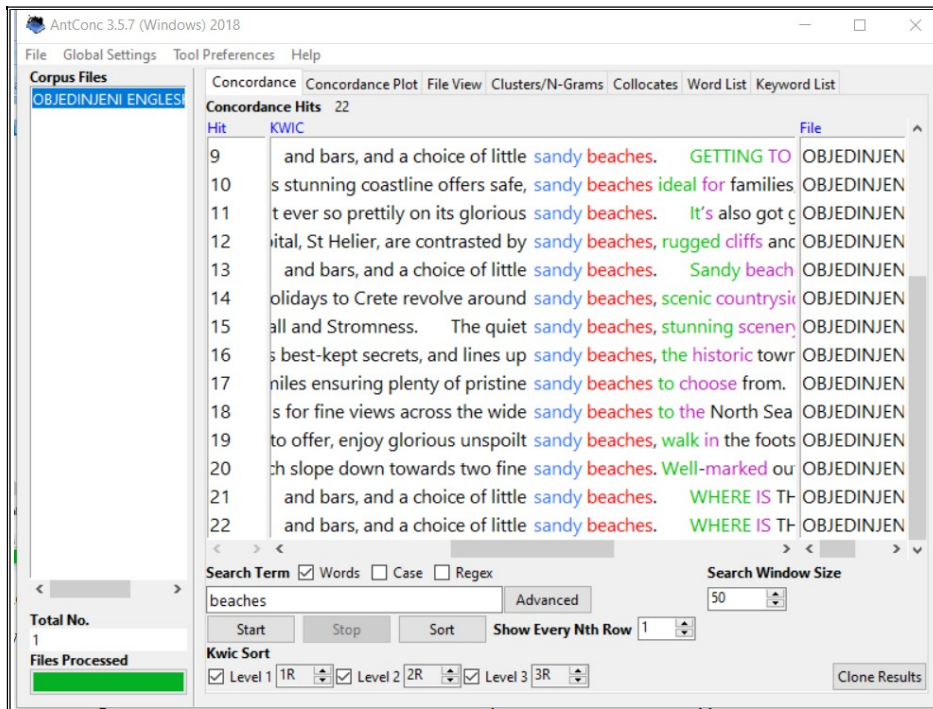 AntConc 3.5.7 (Windows) 2018
File Global Settings Tool Preferences Help
Corpus Files
OBJEDINJENI ENGLESI
Concordance Concordance Plot File View Clusters/N-Grams Collocates Word List Keyword List
Concordance Hits 22
Hit KWIC File
9 and bars, and a choice of little sandy beaches. GETTING TO OBJEDINJEN
10 s stunning coastline offers safe, sandy beaches ideal for families, OBJEDINJEN
11 t ever so prettily on its glorious sandy beaches. It's also got g OBJEDINJEN
12 ital, St Helier, are contrasted by sandy beaches, rugged cliffs and OBJEDINJEN
13 and bars, and a choice of little sandy beaches. Sandy beach OBJEDINJEN
14 olidays to Crete revolve around sandy beaches, scenic countrysid OBJEDINJEN
15 all and Stromness. The quiet sandy beaches, stunning scenery OBJEDINJEN
16 s best-kept secrets, and lines up sandy beaches, the historic town OBJEDINJEN
17 miles ensuring plenty of pristine sandy beaches to choose from. OBJEDINJEN
18 s for fine views across the wide sandy beaches to the North Sea OBJEDINJEN
19 to offer, enjoy glorious unspoilt sandy beaches, walk in the foots OBJEDINJEN
20 ch slope down towards two fine sandy beaches. Well-marked ou OBJEDINJEN
21 and bars, and a choice of little sandy beaches. WHERE IS TH OBJEDINJEN
22 and bars, and a choice of little sandy beaches. WHERE IS TH OBJEDINJEN
Search Term Words Case Regex Search Window Size
beaches Advanced 50
Total No.
1
Start Stop Sort Show Every Nth Row 1
Files Processed
Kwic Sort
Level 1 1R Level 2 2R Level 3 3R Clone Results